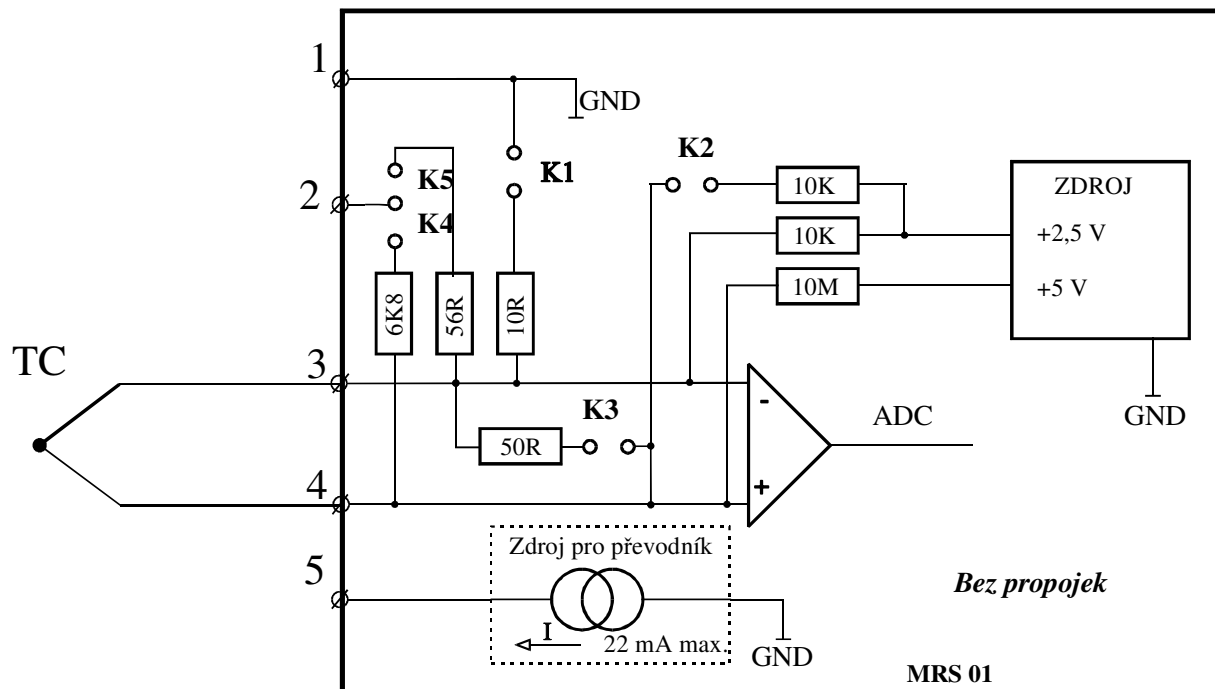 1
GND
K5
K1
K2
10K
ZDROJ
2
K4
10K
+2,5 V
10M
+5 V
6K8
56R
10R
TC
3
K3
-
ADC
GND
50R
+
4
Zdroj pro převodník
5
Bez propojek
I
22 mA max.
GND
MRS 01